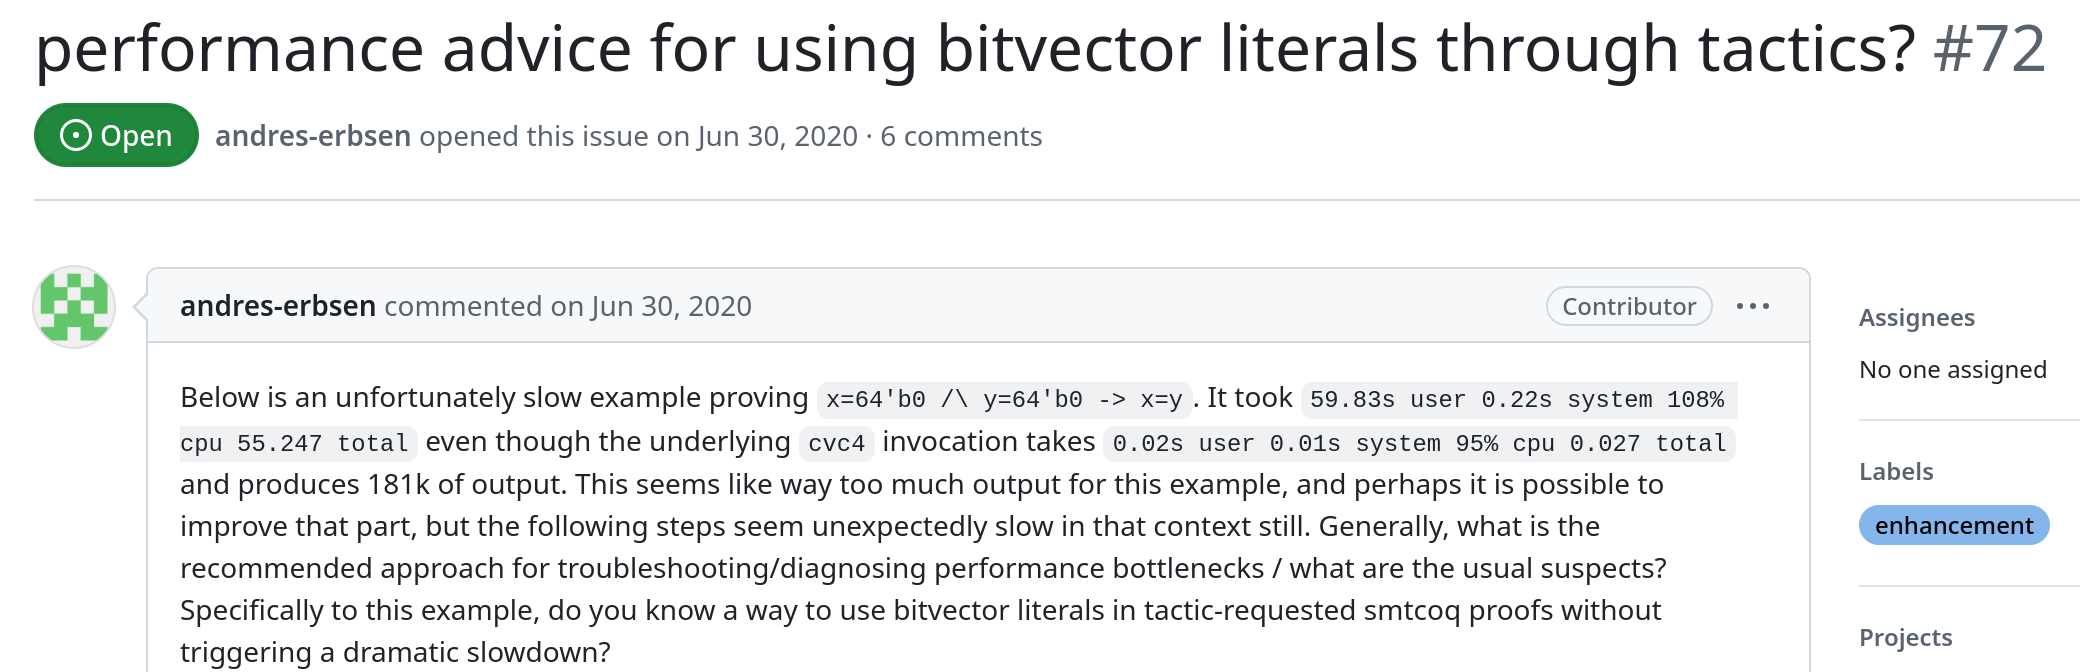 performance advice for using bitvector literals through tactics? #72
Open
andres-erbsen opened this issue on Jun 30, 2020 · 6 comments
andres-erbsen commented on Jun 30, 2020
Contributor
Below is an unfortunately slow example proving x=64'b0 /\ y=64'b0 -> x=y. It took 59.83s user 0.22s system 108%
cpu 55.247 total even though the underlying cvc4 invocation takes 0.02s user 0.01s system 95% cpu 0.027 total
and produces 181k of output. This seems like way too much output for this example, and perhaps it is possible to
improve that part, but the following steps seem unexpectedly slow in that context still. Generally, what is the
recommended approach for troubleshooting/diagnosing performance bottlenecks / what are the usual suspects?
Specifically to this example, do you know a way to use bitvector literals in tactic-requested smtcoq proofs without
triggering a dramatic slowdown?
Assignees
No one assigned
Labels
enhancement
Projects